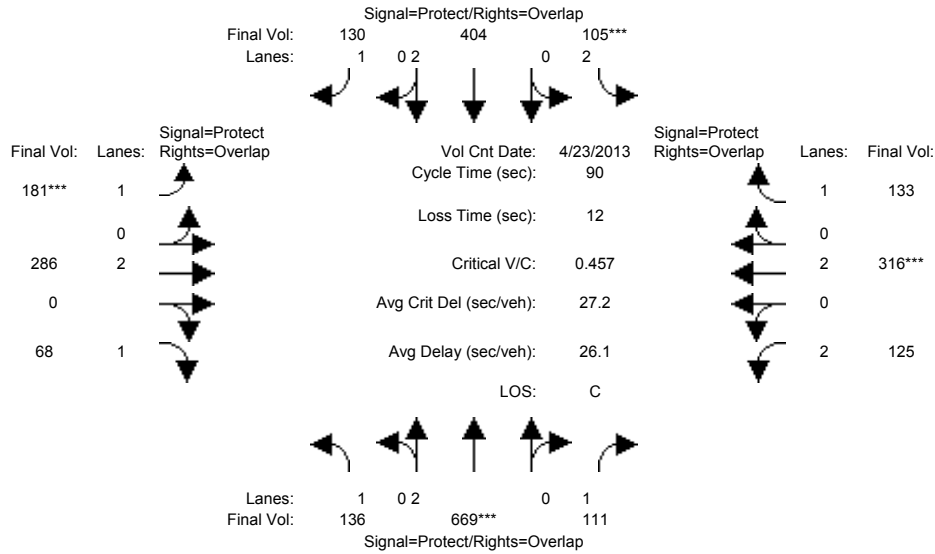 Signal=Protect/Rights=Overlap
Final Vol: 130 404 105***
Lanes: 1 0 2 0 2
Signal=Protect
Final Vol: Lanes: Rights=Overlap
Vol Cnt Date: 4/23/2013
Signal=Protect
Rights=Overlap Lanes: Final Vol:
Cycle Time (sec): 90
181*** 1
1 133
Loss Time (sec): 12
0
0
286 2
Critical V/C: 0.457
2 316***
0 1
Avg Crit Del (sec/veh): 27.2
0
68 1
Avg Delay (sec/veh): 26.1
2 125
LOS: C
Lanes: 1 0 2 0 1
Final Vol: 136 669*** 111
Signal=Protect/Rights=Overlap